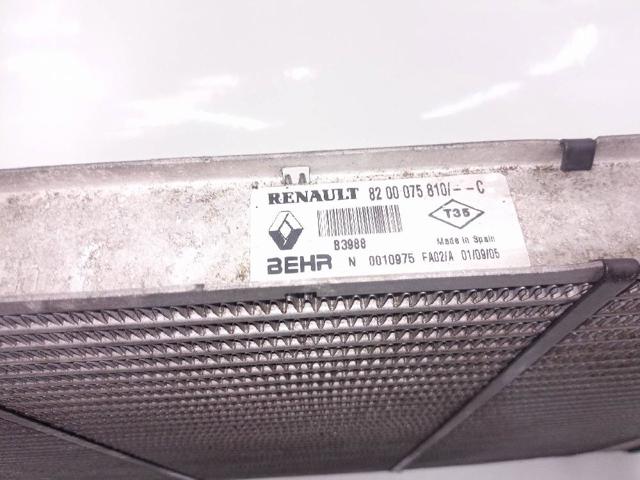 RENAULT 82 00 075 810/--C
T35
B3988
Made in Spain
BEHR N 0010975 FA02/A 01/09/05